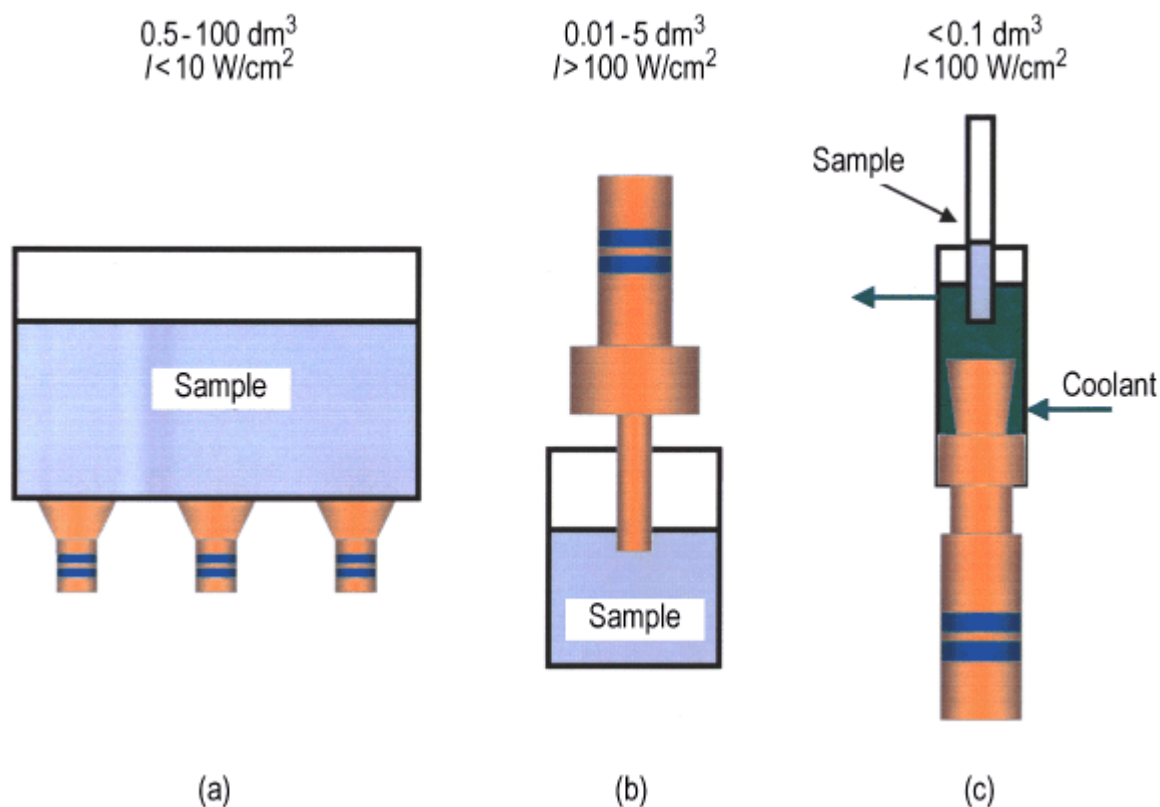 0.5-100 dm³
I<10 W/cm²
0.01-5 dm³
I>100 W/cm²
<0.1 dm³
I<100 W/cm²
Sample
Sample
Coolant
Sample
(a)
(b)
(c)